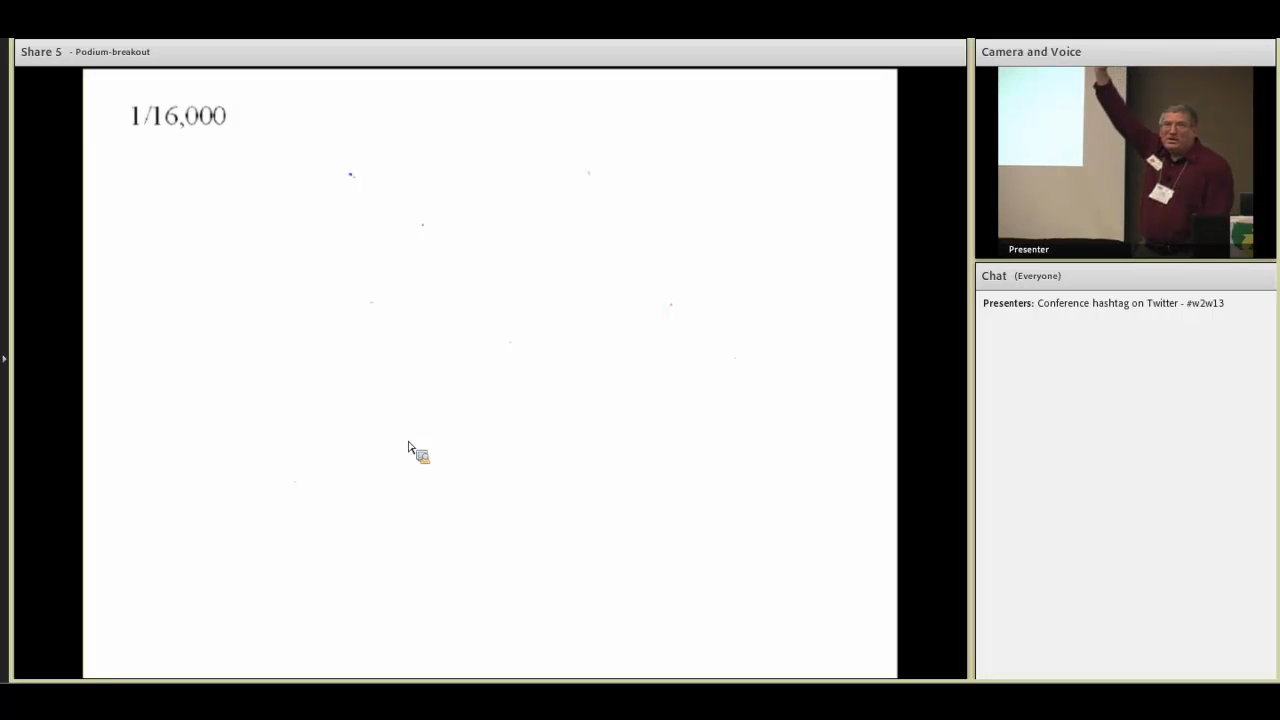 Share 5 - Podium-breakout
1/16,000
Camera and Voice
Presenter
Chat (Everyone)
Presenters: Conference hashtag on Twitter - #w2w13